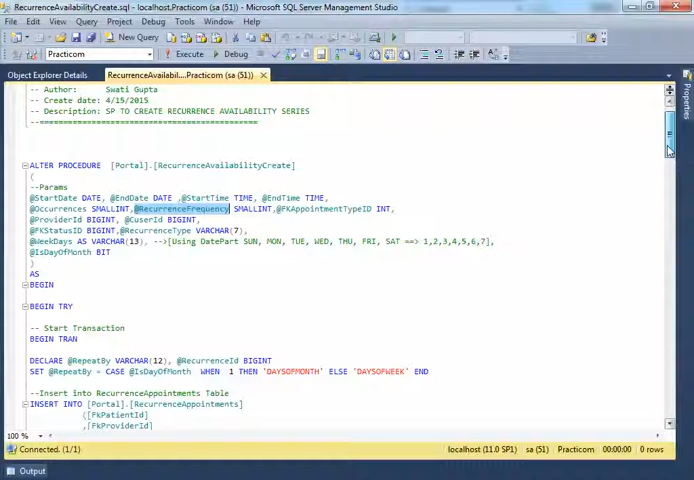 RecurrenceAvailabilityCreate.sql - localhost.Practicom (sa (51)) - Microsoft SQL Server Management Studio
File Edit View Query Project Debug Tools Window Help
New Query
Practicom Execute Debug
Object Explorer Details RecurrenceAvailabil....Practicom (sa (51))
Properties
-- Author: Swati Gupta
-- Create date: 4/15/2015
-- Description: SP TO CREATE RECURRENCE AVAILABILITY SERIES
--=============================================
ALTER PROCEDURE [Portal].[RecurrenceAvailabilityCreate]
(
--Params
@StartDate DATE, @EndDate DATE ,@StartTime TIME, @EndTime TIME,
@Occurrences SMALLINT,@RecurrenceFrequency SMALLINT,@FKAppointmentTypeID INT,
@ProviderId BIGINT, @CuserId BIGINT,
@FKStatusID BIGINT,@RecurrenceType VARCHAR(7),
@WeekDays AS VARCHAR(13), -->[Using DatePart SUN, MON, TUE, WED, THU, FRI, SAT ==> 1,2,3,4,5,6,7],
@IsDayOfMonth BIT
)
AS
BEGIN
BEGIN TRY
-- Start Transaction
BEGIN TRAN
DECLARE @RepeatBy VARCHAR(12), @RecurrenceId BIGINT
SET @RepeatBy = CASE @IsDayOfMonth WHEN 1 THEN 'DAYSOFMONTH' ELSE 'DAYSOFWEEK' END
--Insert into RecurrenceAppointments Table
INSERT INTO [Portal].[RecurrenceAppointments]
([FkPatientId]
,[FkProviderId]
100 %
Connected. (1/1) localhost (11.0 SP1) sa (51) Practicom 00:00:00 0 rows
Output